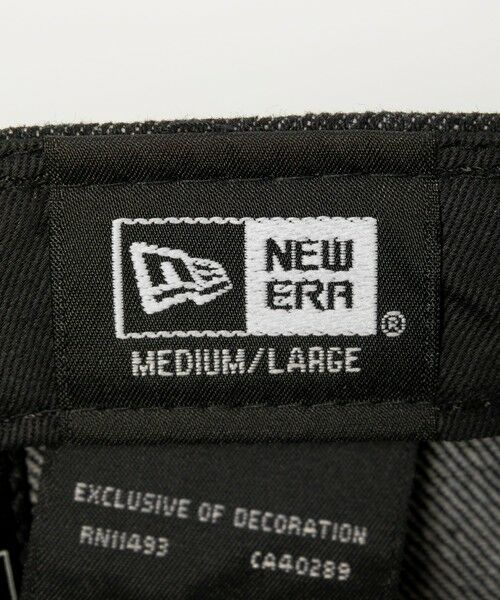 NEW
ERA
®
MEDIUM/LARGE
EXCLUSIVE OF DECORATION
RN11493 CA40289